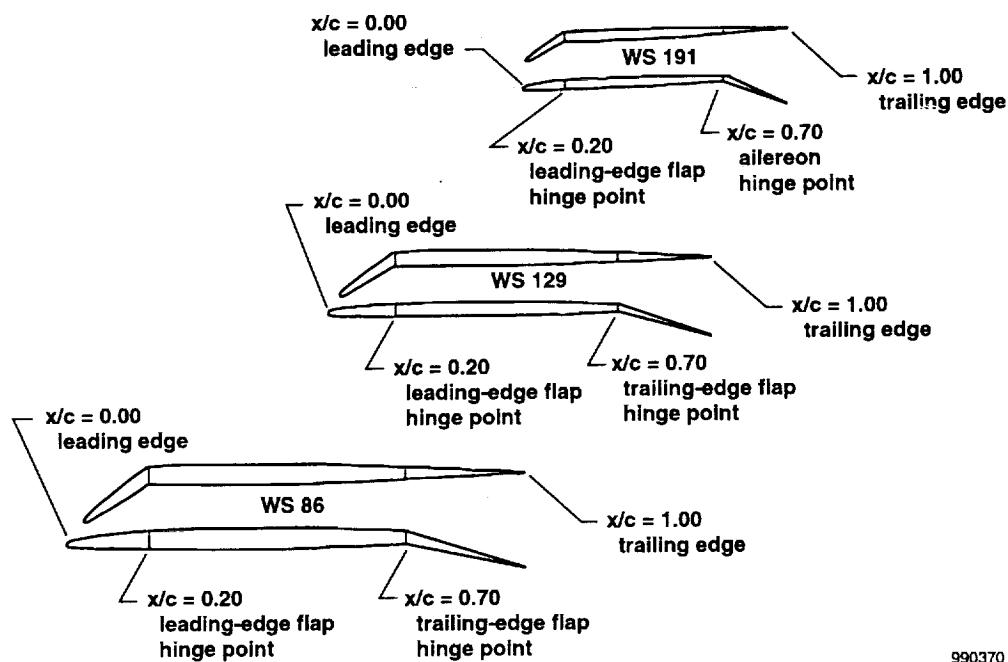 x/c = 0.00
leading edge
WS 191
x/c = 1.00
trailing edge
x/c = 0.20
leading-edge flap
hinge point
x/c = 0.70
ailereon
hinge point
x/c = 0.00
leading edge
WS 129
x/c = 1.00
trailing edge
x/c = 0.20
leading-edge flap
hinge point
x/c = 0.70
trailing-edge flap
hinge point
x/c = 0.00
leading edge
WS 86
x/c = 1.00
trailing edge
x/c = 0.20
leading-edge flap
hinge point
x/c = 0.70
trailing-edge flap
hinge point
990370